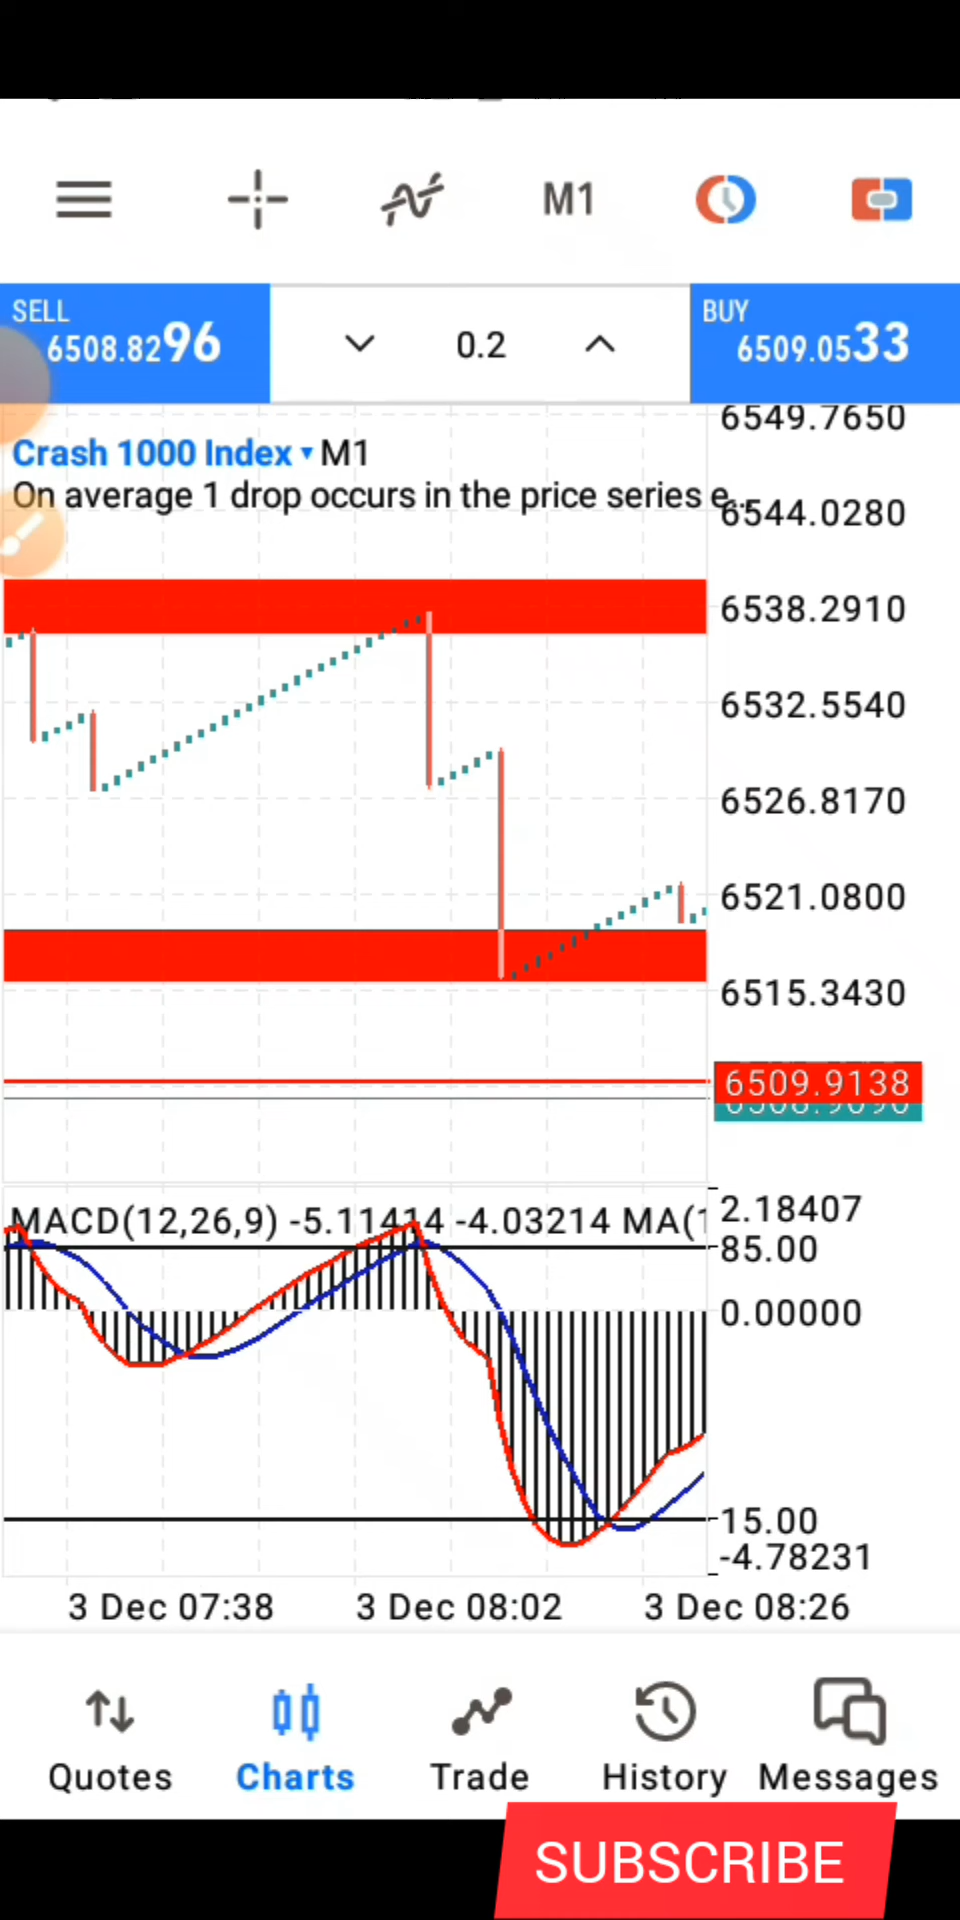 M1
SELL
6508.8296
0.2
BUY
6509.0533
6549.7650
Crash 1000 Index ▾ M1
On average 1 drop occurs in the price series e...
6544.0280
6538.2910
6532.5540
6526.8170
6521.0800
6515.3430
6509.9138
MACD(12,26,9) -5.11414 -4.03214 MA(1
2.18407
85.00
0.00000
15.00
-4.78231
3 Dec 07:38
3 Dec 08:02
3 Dec 08:26
Quotes
Charts
Trade
History
Messages
SUBSCRIBE